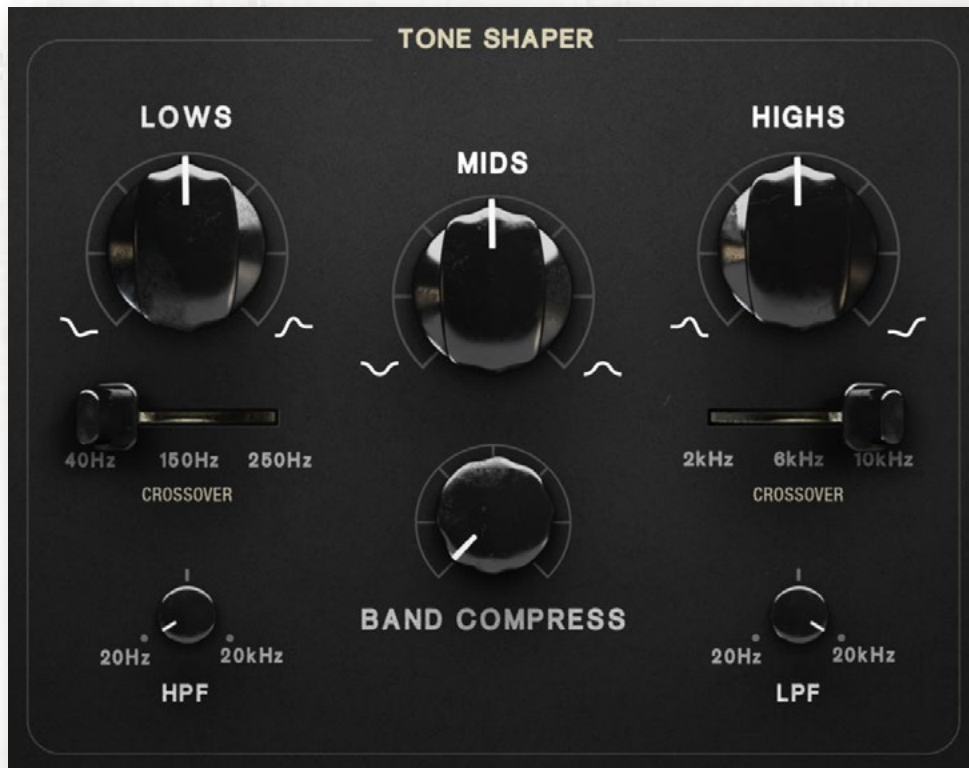 TONE SHAPER
LOWS
MIDS
HIGHS
40Hz 150Hz 250Hz
CROSSOVER
2kHz 6kHz 10kHz
CROSSOVER
BAND COMPRESS
20Hz 20kHz
HPF
20Hz 20kHz
LPF